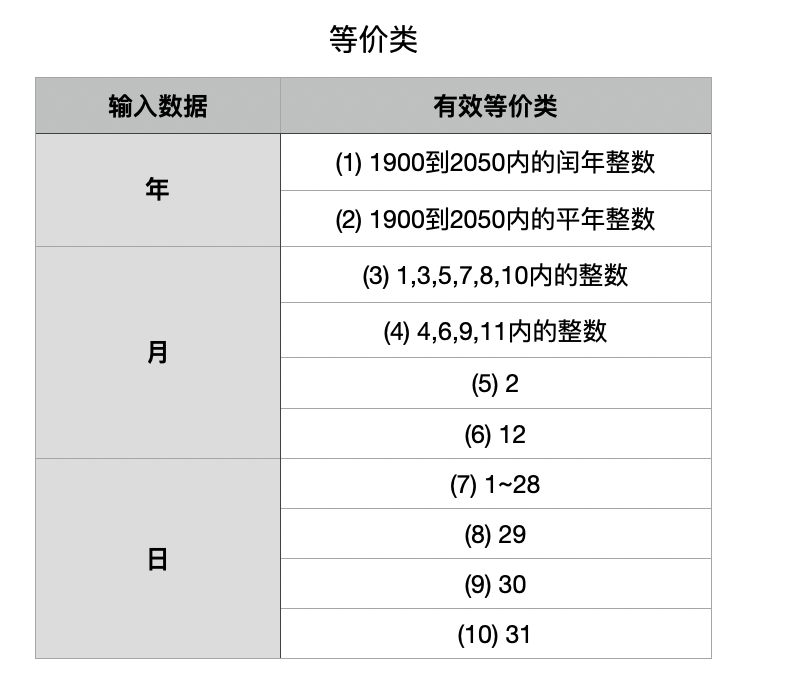 等价类
输入数据 有效等价类
年
(1) 1900到2050内的闰年整数
(2) 1900到2050内的平年整数
月
(3) 1,3,5,7,8,10内的整数
(4) 4,6,9,11内的整数
(5) 2
(6) 12
日
(7) 1~28
(8) 29
(9) 30
(10) 31